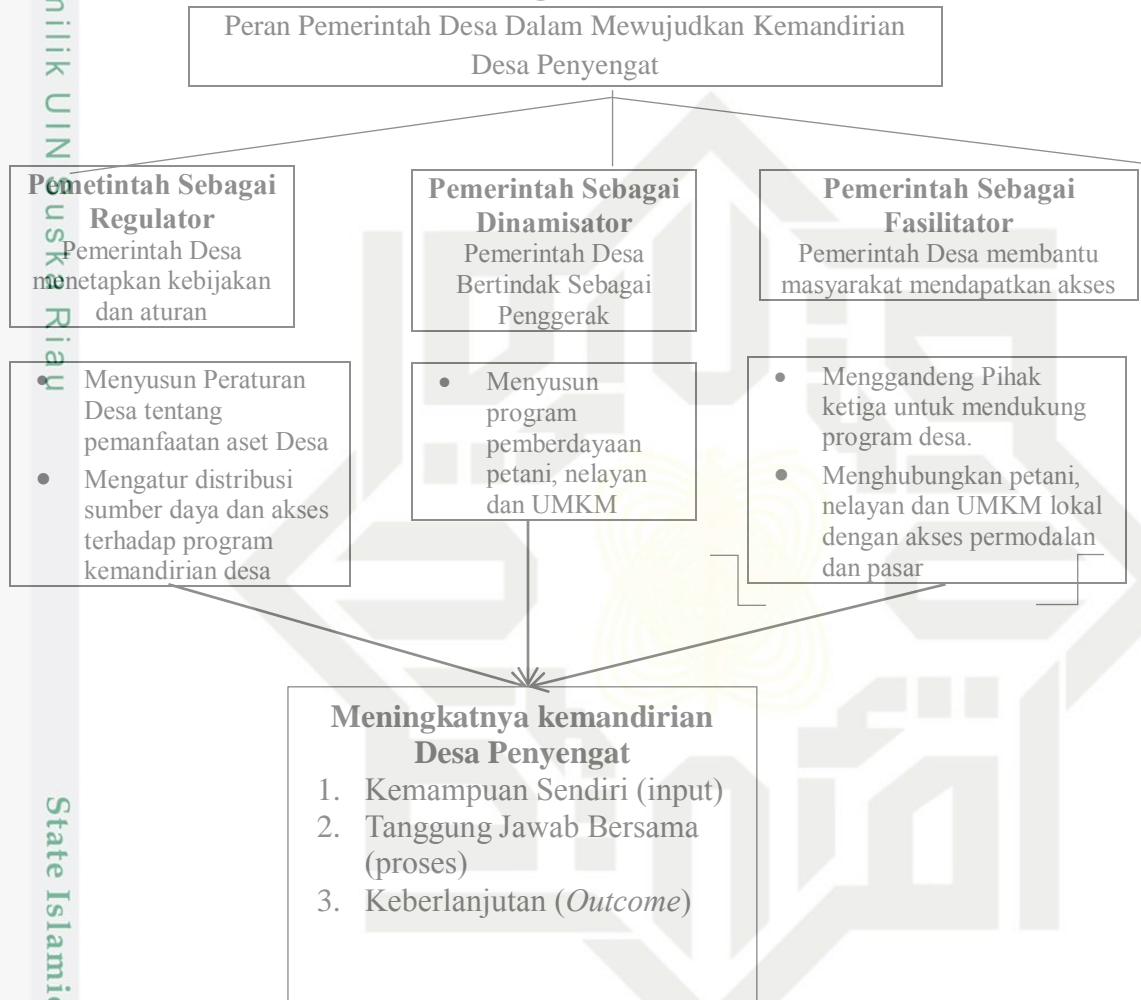 Peran Pemerintah Desa Dalam Mewujudkan Kemandirian
Desa Penyengat
Pemetintah Sebagai
Regulator
Pemerintah Desa
menetapkan kebijakan
dan aturan
Pemerintah Sebagai
Dinamisator
Pemerintah Desa
Bertindak Sebagai
Penggerak
Pemerintah Sebagai
Fasilitator
Pemerintah Desa membantu
masyarakat mendapatkan akses
• Menyusun Peraturan
Desa tentang
pemanfaatan aset Desa
• Mengatur distribusi
sumber daya dan akses
terhadap program
kemandirian desa
• Menyusun
program
pemberdayaan
petani, nelayan
dan UMKM
• Menggandeng Pihak
ketiga untuk mendukung
program desa.
• Menghubungkan petani,
nelayan dan UMKM lokal
dengan akses permodalan
dan pasar
Meningkatnya kemandirian
Desa Penyengat
1. Kemampuan Sendiri (input)
2. Tanggung Jawab Bersama
(proses)
3. Keberlanjutan (Outcome)
milik UIN Suska Riau
State Islamic